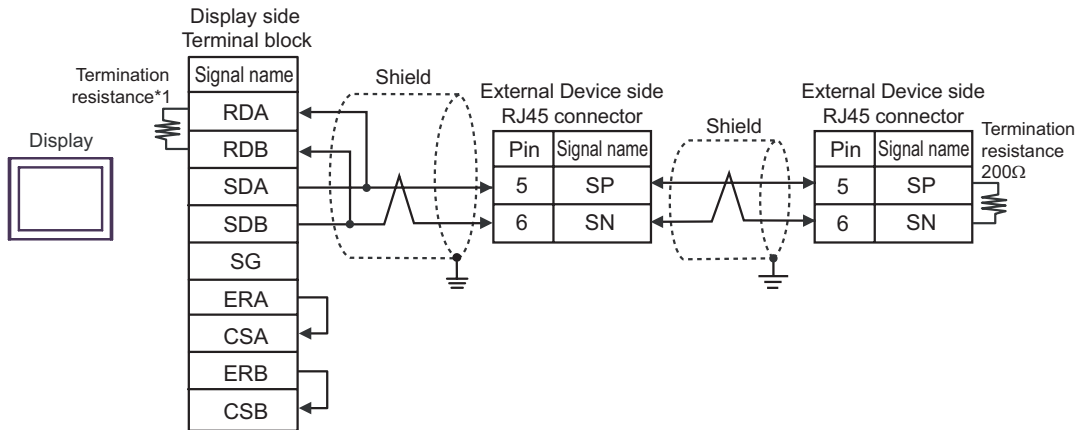 Display side
Terminal block
Signal name
RDA
RDB
SDA
SDB
SG
ERA
CSA
ERB
CSB
Termination
resistance*1
Display
Shield
External Device side
RJ45 connector
Pin Signal name
5 SP
6 SN
Shield
External Device side
RJ45 connector
Pin Signal name
5 SP
6 SN
Termination
resistance
200Ω